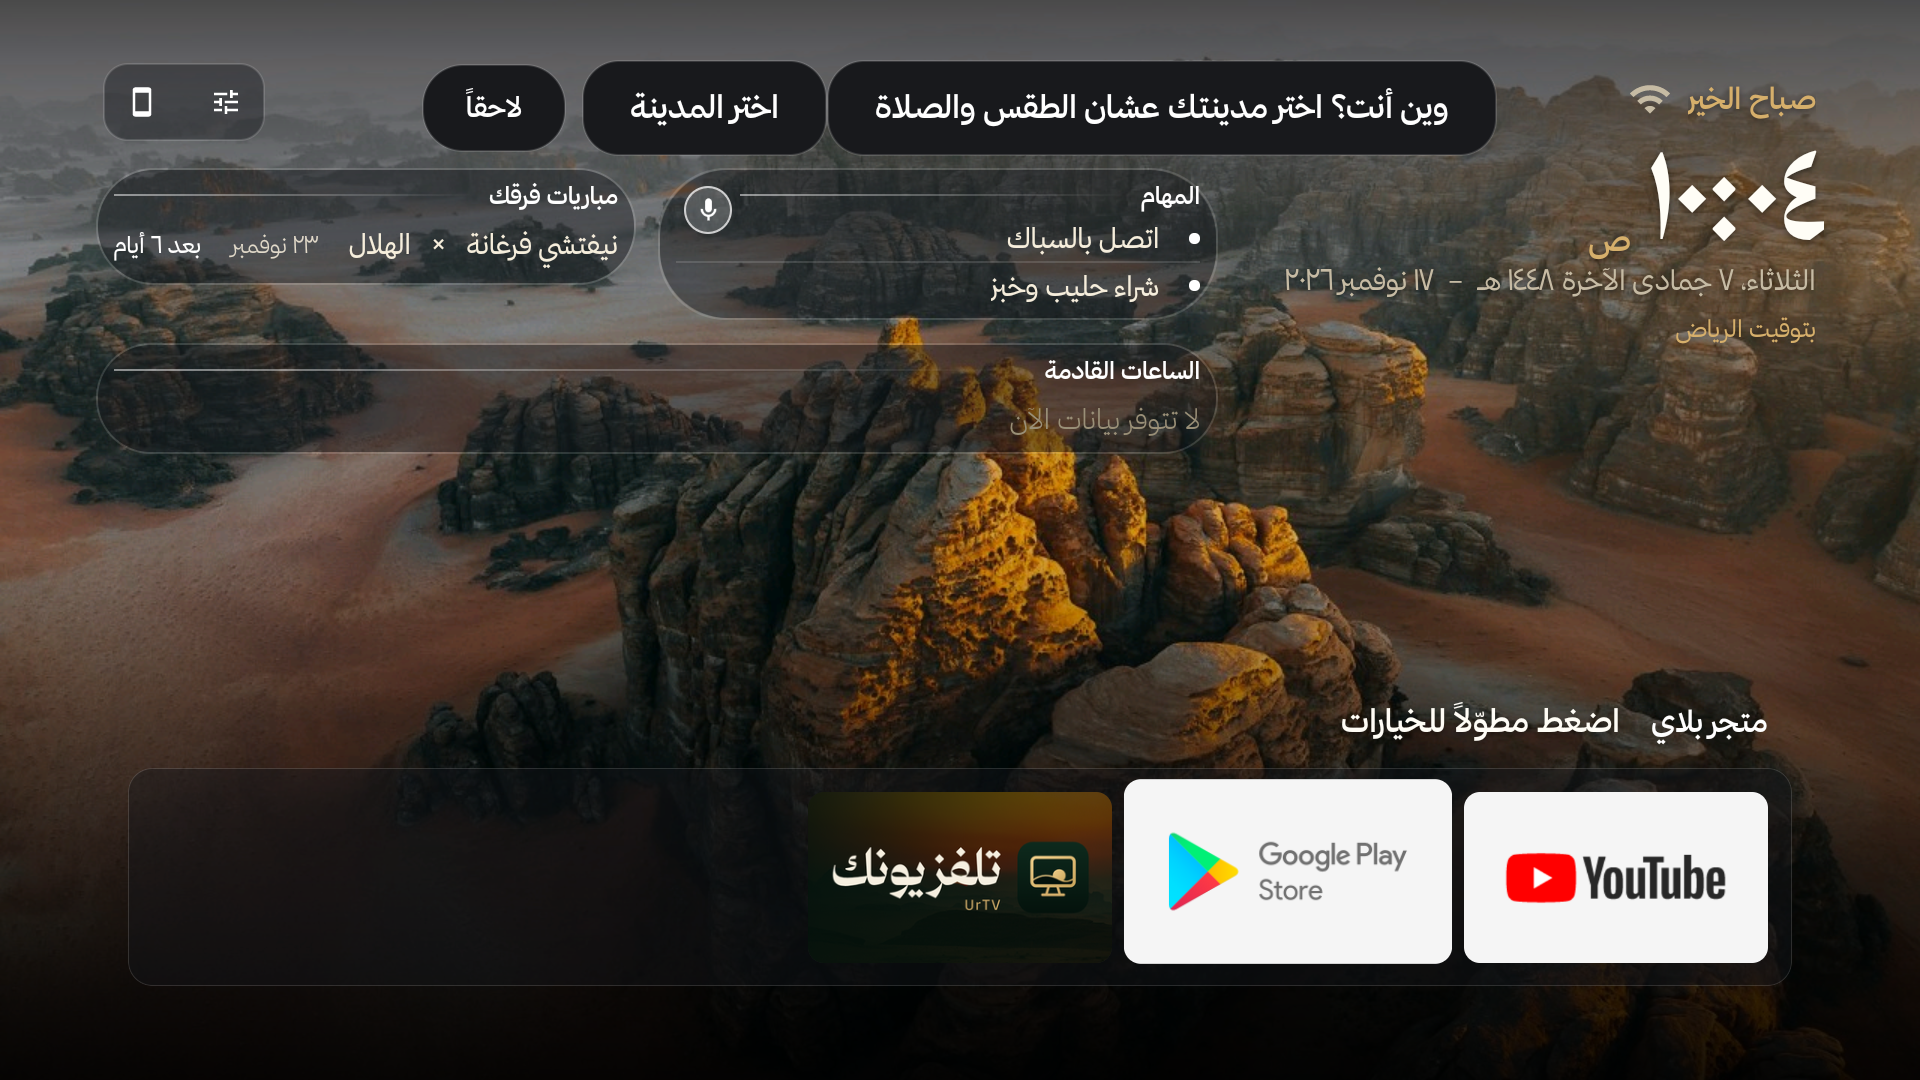 صباح الخير
١٠:٠٤ ص
الثلاثاء، ٧ جمادى الآخرة ١٤٤٨ هـ – ١٧ نوفمبر ٢٠٢٦
بتوقيت الرياض
وين أنت؟ اختر مدينتك عشان الطقس والصلاة
اختر المدينة
لاحقاً
المهام
اتصل بالسباك
شراء حليب وخبز
مباريات فرقك
نيفتشي فرغانة × الهلال ٢٣ نوفمبر بعد ٦ أيام
الساعات القادمة
لا تتوفر بيانات الآن
متجر بلاي اضغط مطوّلاً للخيارات
YouTube
Google Play
Store
تلفزيونك
UrTV